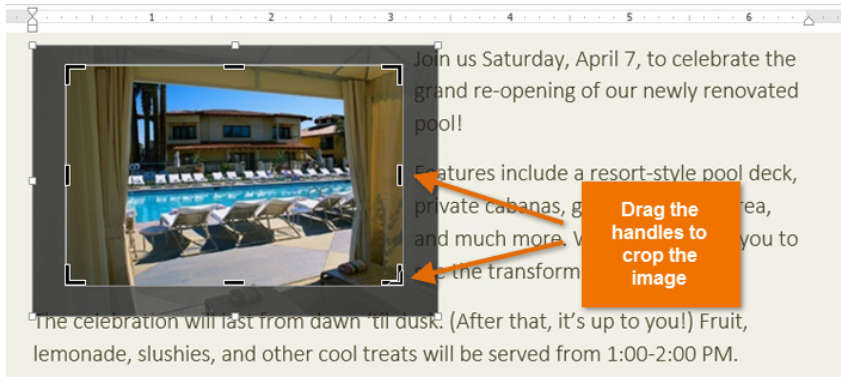 1 2 3 4 5 6
Join us Saturday, April 7, to celebrate the
grand re-opening of our newly renovated
pool!
Features include a resort-style pool deck,
private cabanas, g rea,
and much more. W you to
the transform
Drag the
handles to
crop the
image
The celebration will last from dawn ‘til dusk. (After that, it’s up to you!) Fruit,
lemonade, slushies, and other cool treats will be served from 1:00-2:00 PM.